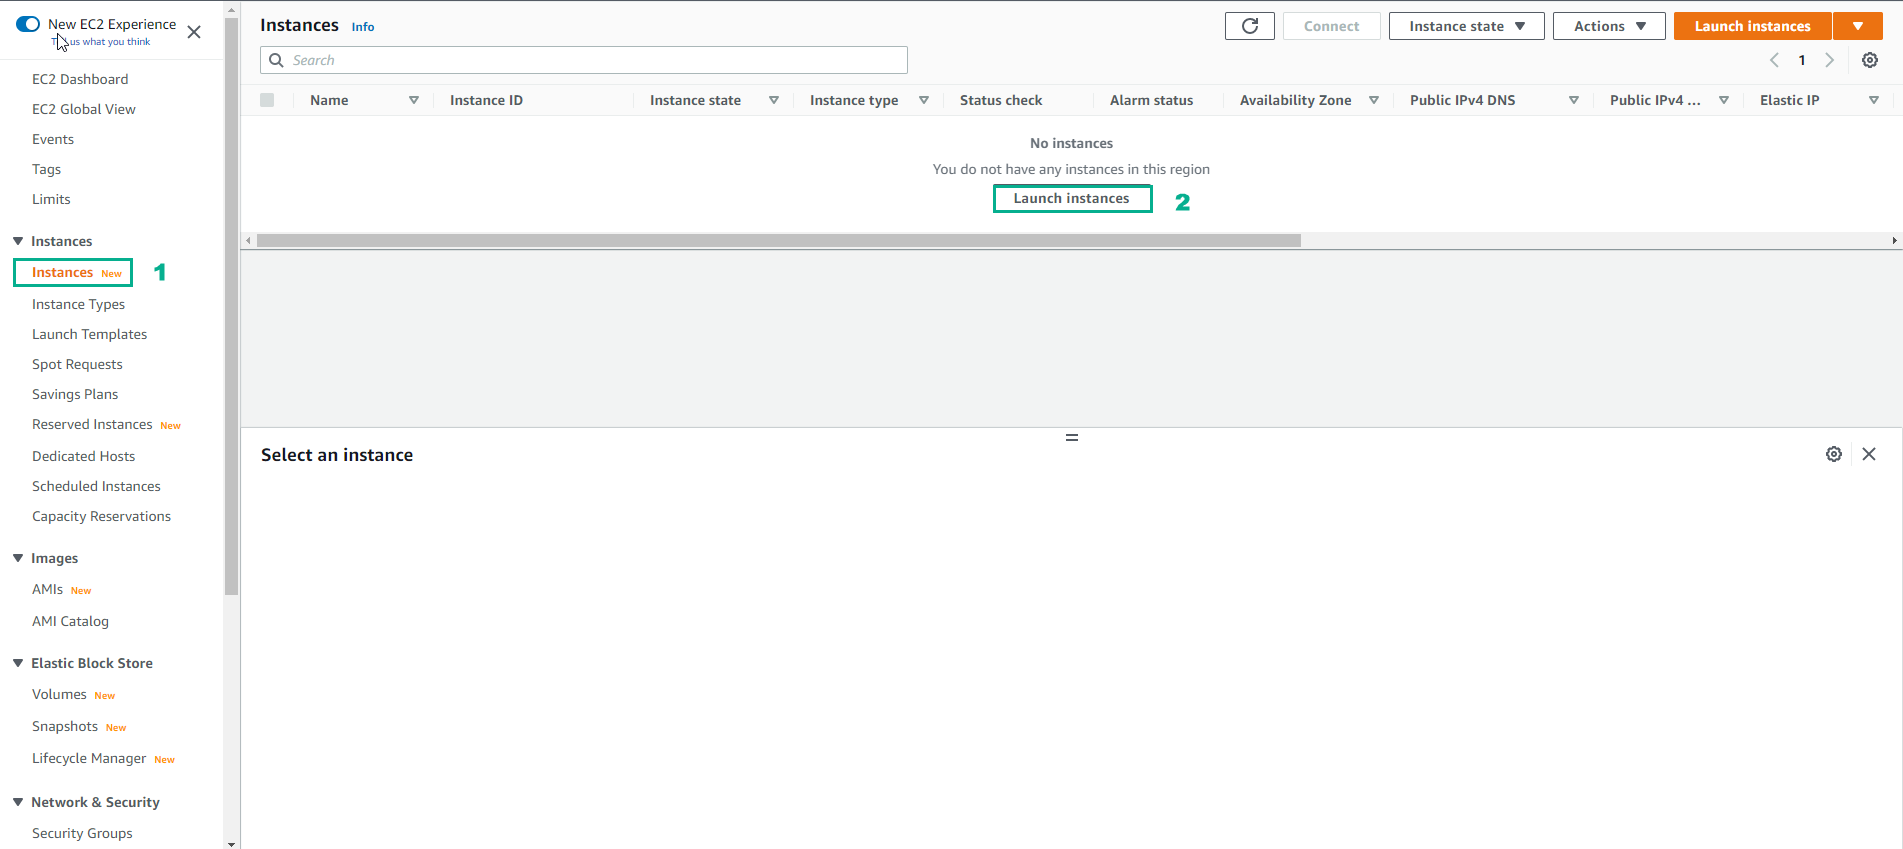 New EC2 Experience
us what you think
EC2 Dashboard
EC2 Global View
Events
Tags
Limits
Instances
Instances New
1
Instance Types
Launch Templates
Spot Requests
Savings Plans
Reserved Instances New
Dedicated Hosts
Scheduled Instances
Capacity Reservations
Images
AMIs New
AMI Catalog
Elastic Block Store
Volumes New
Snapshots New
Lifecycle Manager New
Network & Security
Security Groups
Instances Info
Connect
Instance state
Actions
Launch instances
Search
1
Name Instance ID Instance state Instance type Status check Alarm status Availability Zone Public IPv4 DNS Public IPv4 ... Elastic IP
No instances
You do not have any instances in this region
Launch instances 2
Select an instance